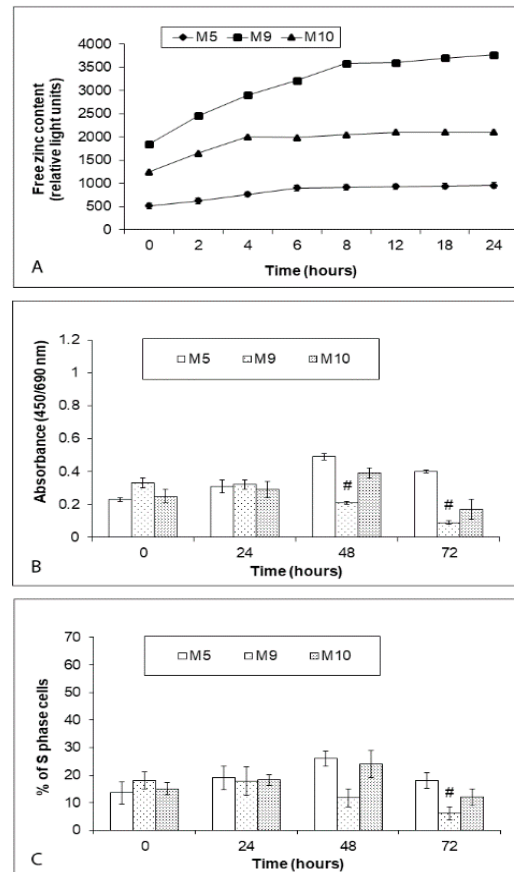 M5 M9 M10
4000
3500
3000
2500
2000
1500
1000
500
0
Free zinc content
(relative light units)
0 2 4 6 8 12 18 24
Time (hours)
A
1.2
1
0.8
0.6
0.4
0.2
0
Absorbance (450/690 nm)
M5 M9 M10
# #
0 24 48 72
Time (hours)
B
70
60
50
40
30
20
10
0
% of S phase cells
M5 M9 M10
#
0 24 48 72
Time (hours)
C